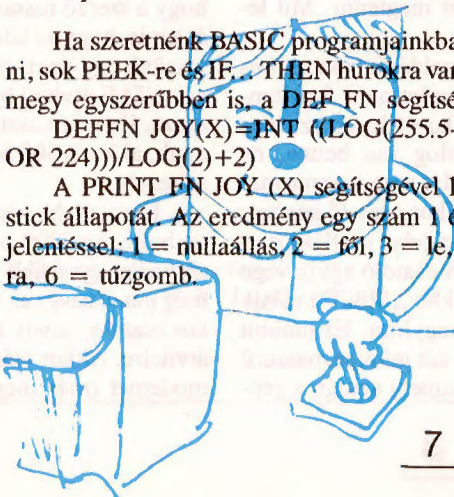 Ha szeretnénk BASIC programjainkba
ni, sok PEEK-re és IF... THEN hurokra van
megy egyszerűbben is, a DEF FN segítsé
DEFFN JOY(X)=INT ((LOG(255.5-
OR 224)))/LOG(2)+2)
A PRINT FN JOY (X) segítségével l
stick állapotát. Az eredmény egy szám 1 é
jelentéssel: 1 = nullaállás, 2 = föl, 3 = le,
ra, 6 = tűzgomb.
7